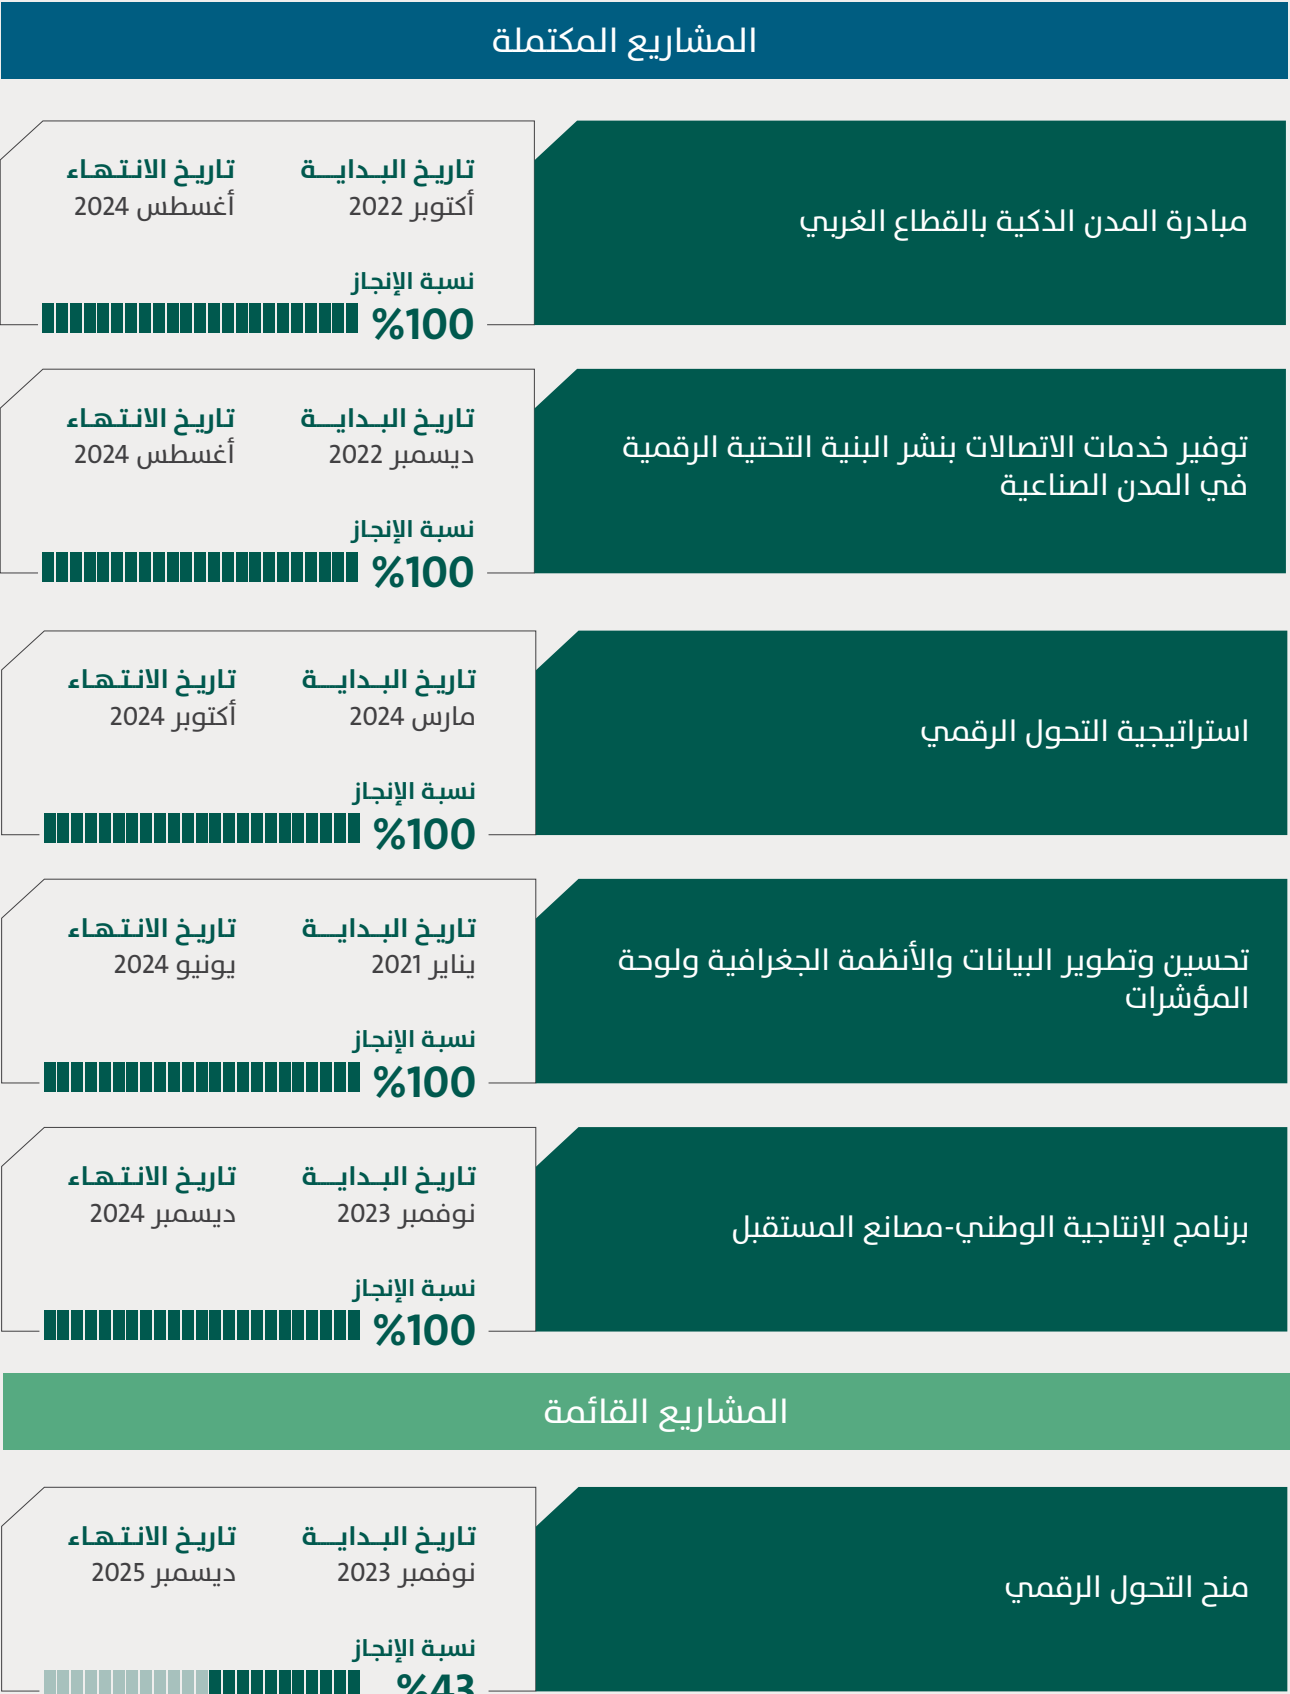 المشاريع المكتملة
مبادرة المدن الذكية بالقطاع الغربي
تاريخ البداية
تاريخ الانتهاء
أكتوبر 2022
أغسطس 2024
نسبة الإنجاز
%100
توفير خدمات الاتصالات بنشر البنية التحتية الرقمية
في المدن الصناعية
تاريخ البداية
تاريخ الانتهاء
ديسمبر 2022
أغسطس 2024
نسبة الإنجاز
%100
استراتيجية التحول الرقمي
تاريخ البداية
تاريخ الانتهاء
مارس 2024
أكتوبر 2024
نسبة الإنجاز
%100
تحسين وتطوير البيانات والأنظمة الجغرافية ولوحة
المؤشرات
تاريخ البداية
تاريخ الانتهاء
يناير 2021
يونيو 2024
نسبة الإنجاز
%100
برنامج الإنتاجية الوطني-مصانع المستقبل
تاريخ البداية
تاريخ الانتهاء
نوفمبر 2023
ديسمبر 2024
نسبة الإنجاز
%100
المشاريع القائمة
منح التحول الرقمي
تاريخ البداية
تاريخ الانتهاء
نوفمبر 2023
ديسمبر 2025
نسبة الإنجاز
%43